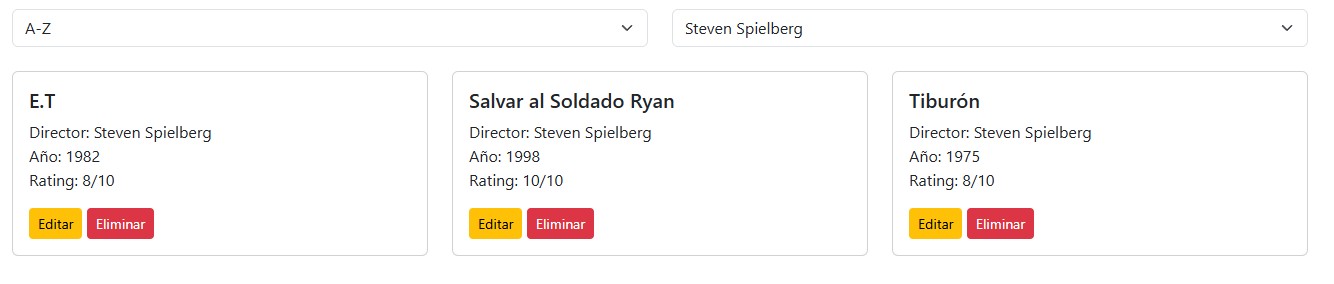 A-Z
Steven Spielberg
E.T
Director: Steven Spielberg
Año: 1982
Rating: 8/10
Editar
Eliminar
Salvar al Soldado Ryan
Director: Steven Spielberg
Año: 1998
Rating: 10/10
Editar
Eliminar
Tiburón
Director: Steven Spielberg
Año: 1975
Rating: 8/10
Editar
Eliminar